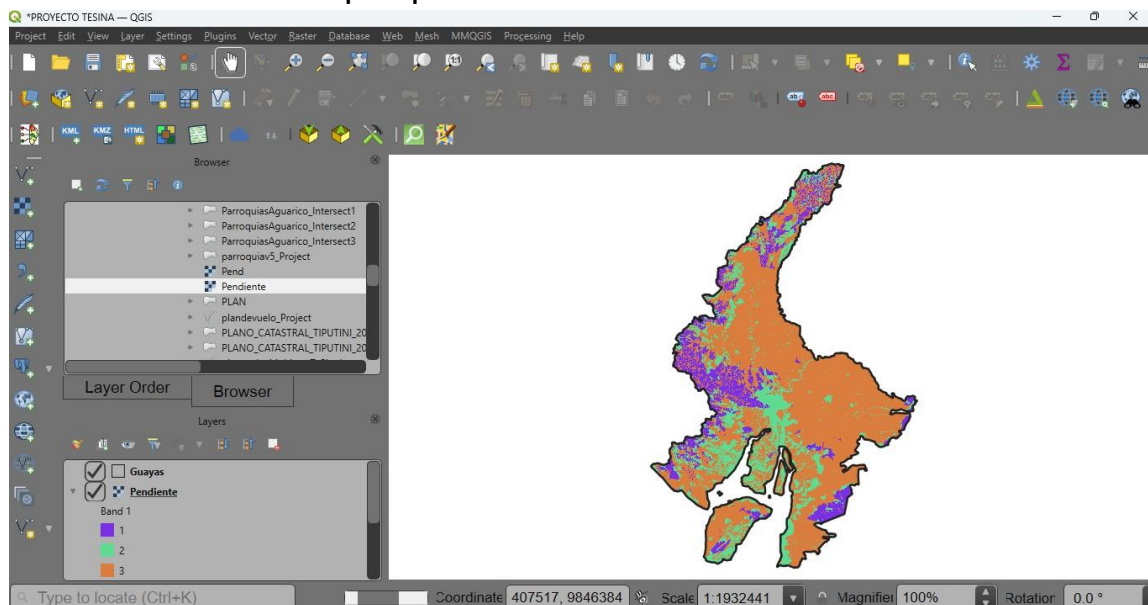 *PROYECTO TESINA — QGIS
Project Edit View Layer Settings Plugins Vector Raster Database Web Mesh MMQGIS Processing Help
KML KMZ HTML
Browser
ParroquiasAguarico_Intersect1
ParroquiasAguarico_Intersect2
ParroquiasAguarico_Intersect3
parroquiav5_Project
Pend
Pendiente
PLAN
plandevuelo_Project
PLANO_CATASTRAL_TIPUTINI_20
PLANO_CATASTRAL_TIPUTINI_20
Layer Order Browser
Layers
Guayas
Pendiente
Band 1
1
2
3
Type to locate (Ctrl+K) Coordinate 407517, 9846384 Scale 1:1932441 Magnifier 100% Rotation 0.0 °